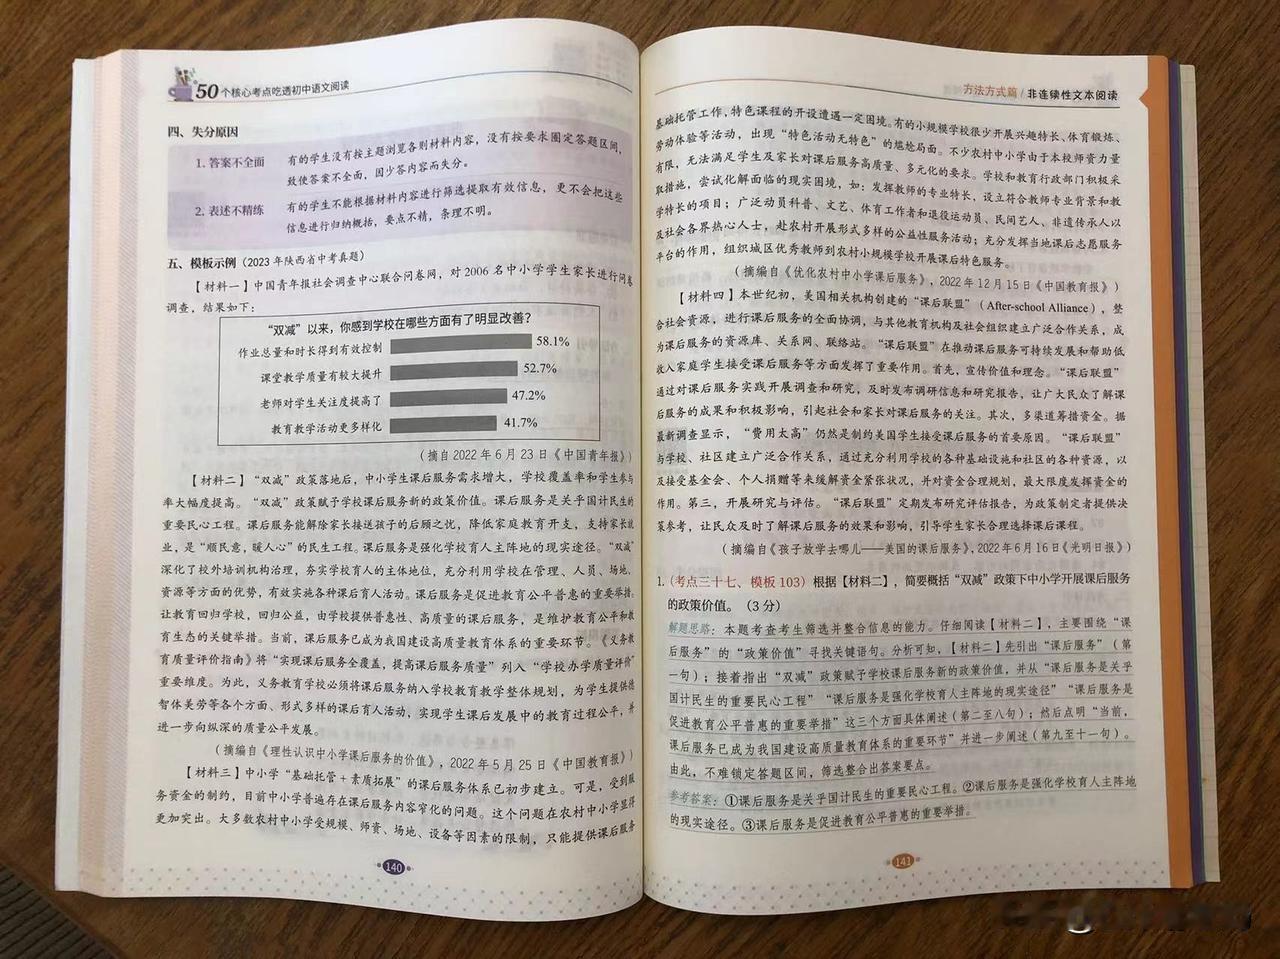 50个核心考点吃透初中语文阅读
四、失分原因
1. 答案不全面
有的学生没有按主题浏览各则材料内容，没有按要求圈定答题区间，
致使答案不全面，因少答内容而失分。
2. 表述不精练
有的学生不能根据材料内容进行筛选提取有效信息，更不会把这些
信息进行归纳概括，要点不精，条理不明。
五、模板示例（2023年陕西省中考真题）
【材料一】中国青年报社会调查中心联合问卷网，对2006名中小学生家长进行问卷
调查，结果如下：
“双减”以来，你感到学校在哪些方面有了明显改善？
作业总量和时长得到有效控制 58.1%
课堂教学质量有较大提升 52.7%
老师对学生关注度提高了 47.2%
教育教学活动更多样化 41.7%
（摘自2022年6月23日《中国青年报》）
【材料二】“双减”政策落地后，中小学生课后服务需求增大，学校覆盖率和学生参与
率大幅度提高。“双减”政策赋予学校课后服务新的政策价值。课后服务是关乎国计民生的
重要民心工程。课后服务能解除家长接送孩子的后顾之忧，降低家庭教育开支，支持家长就
业，是“顺民意，暖人心”的民生工程。课后服务是强化学校育人主阵地的现实途径。“双减”
深化了校外培训机构治理，夯实学校育人的主体地位，充分利用学校在管理、人员、场地、
资源等方面的优势，有效实施各种课后育人活动。课后服务是促进教育公平普惠的重要举措。
让教育回归学校，回归公益，由学校提供普惠性、高质量的课后服务，是维护教育公平和教
育生态的关键举措。当前，课后服务已成为我国建设高质量教育体系的重要环节。《义务教
育质量评价指南》将“实现课后服务全覆盖，提高课后服务质量”列入“学校办学质量评价”
重要维度。为此，义务教育学校必须将课后服务纳入学校教育教学整体规划，为学生提供德
智体美劳等各个方面、形式多样的课后育人活动，实现学生课后发展中的教育过程公平，并
进一步向纵深的质量公平发展。
（摘编自《理性认识中小学课后服务的价值》，2022年5月25日《中国教育报》）
【材料三】中小学“基础托管+素质拓展”的课后服务体系已初步建立。可是，受到服
务资金的制约，目前中小学普遍存在课后服务内容窄化的问题。这个问题在农村中小学显得
更加突出。大多数农村中小学受规模、师资、场地、设备等因素的限制，只能提供课后服务
140
方法方式篇/非连续性文本阅读
基础托管工作，特色课程的开设遭遇一定困境。有的小规模学校很少开展兴趣特长、体育锻炼、
劳动体验等活动，出现“特色活动无特色”的尴尬局面。不少农村中小学由于本校师资力量
有限，无法满足学生及家长对课后服务高质量、多元化的要求。学校和教育行政部门积极采
取措施，尝试化解面临的现实困境，如：发挥教师的专业特长，设立符合教师专业背景和教
学特长的项目；广泛动员科普、文艺、体育工作者和退役运动员、民间艺人、非遗传承人以
及社会各界热心人士，赴农村开展形式多样的公益性服务活动；充分发挥当地课后志愿服务
平台的作用，组织城区优秀教师到农村小规模学校开展课后特色服务。
（摘编自《优化农村中小学课后服务》，2022年12月15日《中国教育报》）
【材料四】本世纪初，美国相关机构创建的“课后联盟”（After-school Alliance），整
合社会资源，进行课后服务的全面协调，与其他教育机构及社会组织建立广泛合作关系，成
为课后服务的资源库、关系网、联络站。“课后联盟”在推动课后服务可持续发展和帮助低
收入家庭学生接受课后服务等方面发挥了重要作用。首先，宣传价值和理念。“课后联盟”
通过对课后服务实践开展调查和研究，及时发布调研信息和研究报告，让广大民众了解课
后服务的成果和积极影响，引起社会和家长对课后服务的关注。其次，多渠道筹措资金。据
最新调查显示，“费用太高”仍然是制约美国学生接受课后服务的首要原因。“课后联盟”
与学校、社区建立广泛合作关系，通过充分利用学校的各种基础设施和社区的各种资源，以
及接受基金会、个人捐赠等来缓解资金紧张状况，并对资金合理规划，最大限度发挥资金的
作用。第三，开展研究与评估。“课后联盟”定期发布研究评估报告，为政策制定者提供决
策参考，让民众及时了解课后服务的效果和影响，引导学生家长合理选择课后课程。
（摘编自《孩子放学去哪儿——美国的课后服务》，2022年6月16日《光明日报》）
1.（考点三十七、模板103）根据【材料二】，简要概括“双减”政策下中小学开展课后服务
的政策价值。（3分）
解题思路：本题考查考生筛选并整合信息的能力。仔细阅读【材料二】，主要围绕“课
后服务”的“政策价值”寻找关键语句。分析可知，【材料二】先引出“课后服务”（第
一句）；接着指出“双减”政策赋予学校课后服务新的政策价值，并从“课后服务是关乎
国计民生的重要民心工程”“课后服务是强化学校育人主阵地的现实途径”“课后服务是
促进教育公平普惠的重要举措”这三个方面具体阐述（第二至八句）；然后点明“当前，
课后服务已成为我国建设高质量教育体系的重要环节”并进一步阐述（第九至十一句）。
由此，不难锁定答题区间，筛选整合出答案要点。
参考答案：①课后服务是关乎国计民生的重要民心工程。②课后服务是强化学校育人主阵地
的现实途径。③课后服务是促进教育公平普惠的重要举措。
141